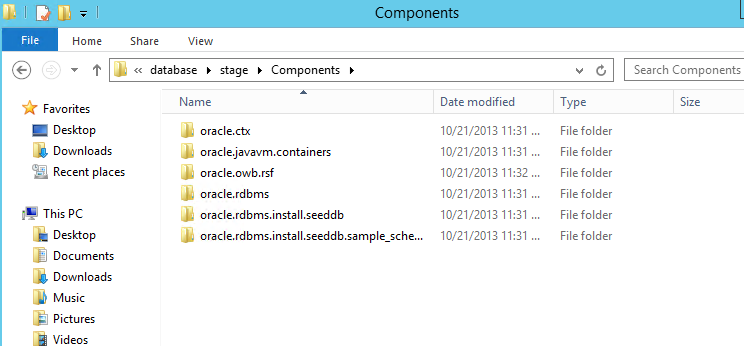 Components
File Home Share View
« database stage Components Search Components
Name Date modified Type Size
Favorites
Desktop
Downloads
Recent places
This PC
Desktop
Documents
Downloads
Music
Pictures
Videos
oracle.ctx 10/21/2013 11:31 ... File folder
oracle.javavm.containers 10/21/2013 11:31 ... File folder
oracle.owb.rsf 10/21/2013 11:32 ... File folder
oracle.rdbms 10/21/2013 11:31 ... File folder
oracle.rdbms.install.seeddb 10/21/2013 11:31 ... File folder
oracle.rdbms.install.seeddb.sample_sche... 10/21/2013 11:31 ... File folder